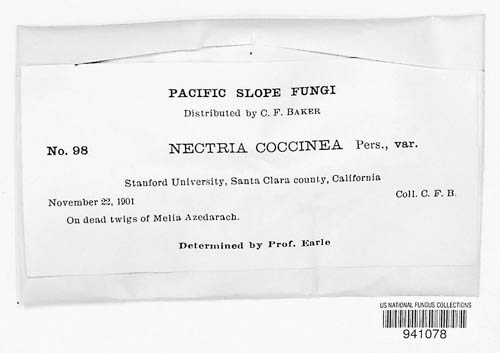 PACIFIC SLOPE FUNGI
Distributed by C. F. BAKER
No. 98 NECTRIA COCCINEA Pers., var.
Stanford University, Santa Clara county, California
November 22, 1901 Coll. C. F. B.
On dead twigs of Melia Azedarach.
Determined by Prof. Earle
US NATIONAL FUNGUS COLLECTIONS
941078